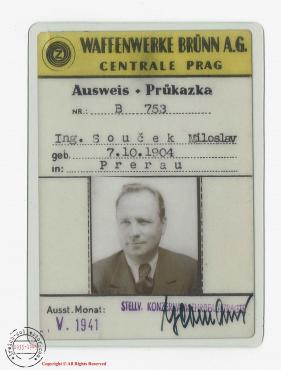 Z
WAFFENWERKE BRÜNN A.G.
CENTRALE PRAG
Ausweis • Průkazka
NR.: B 753
Ing. Souček Miloslav
geb. 7.10.1904
in: Prerau
Ausst. Monat:
V. 1941
STELLV.
Copyright © All Rights Reserved